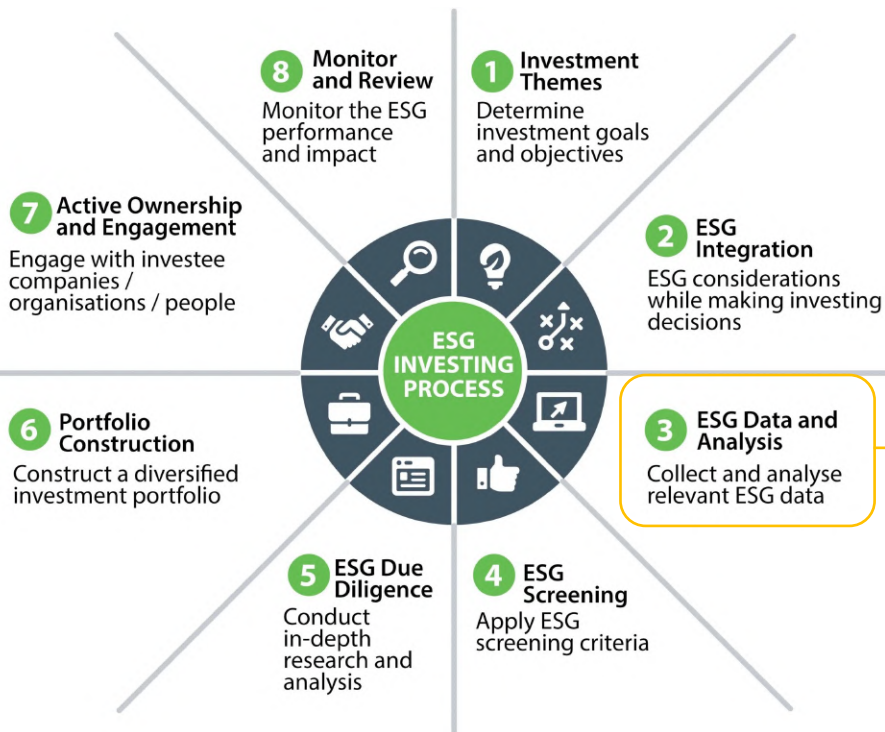 ESG
INVESTING
PROCESS
1 Investment
Themes
Determine
investment goals
and objectives
2 ESG
Integration
ESG considerations
while making investing
decisions
3 ESG Data and
Analysis
Collect and analyse
relevant ESG data
4 ESG
Screening
Apply ESG
screening criteria
5 ESG Due
Diligence
Conduct
in-depth
research and
analysis
6 Portfolio
Construction
Construct a diversified
investment portfolio
7 Active Ownership
and Engagement
Engage with investee
companies /
organisations / people
8 Monitor
and Review
Monitor the ESG
performance
and impact